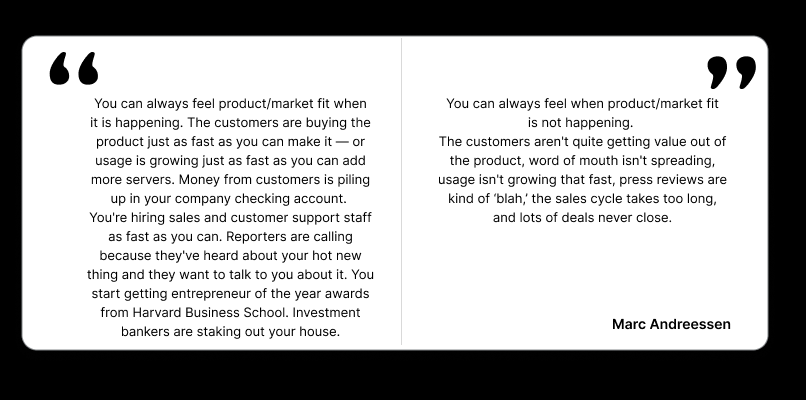 “
You can always feel product/market fit when
it is happening. The customers are buying the
product just as fast as you can make it — or
usage is growing just as fast as you can add
more servers. Money from customers is piling
up in your company checking account.
You're hiring sales and customer support staff
as fast as you can. Reporters are calling
because they've heard about your hot new
thing and they want to talk to you about it. You
start getting entrepreneur of the year awards
from Harvard Business School. Investment
bankers are staking out your house.
”
You can always feel when product/market fit
is not happening.
The customers aren't quite getting value out of
the product, word of mouth isn't spreading,
usage isn't growing that fast, press reviews are
kind of ‘blah,’ the sales cycle takes too long,
and lots of deals never close.
Marc Andreessen